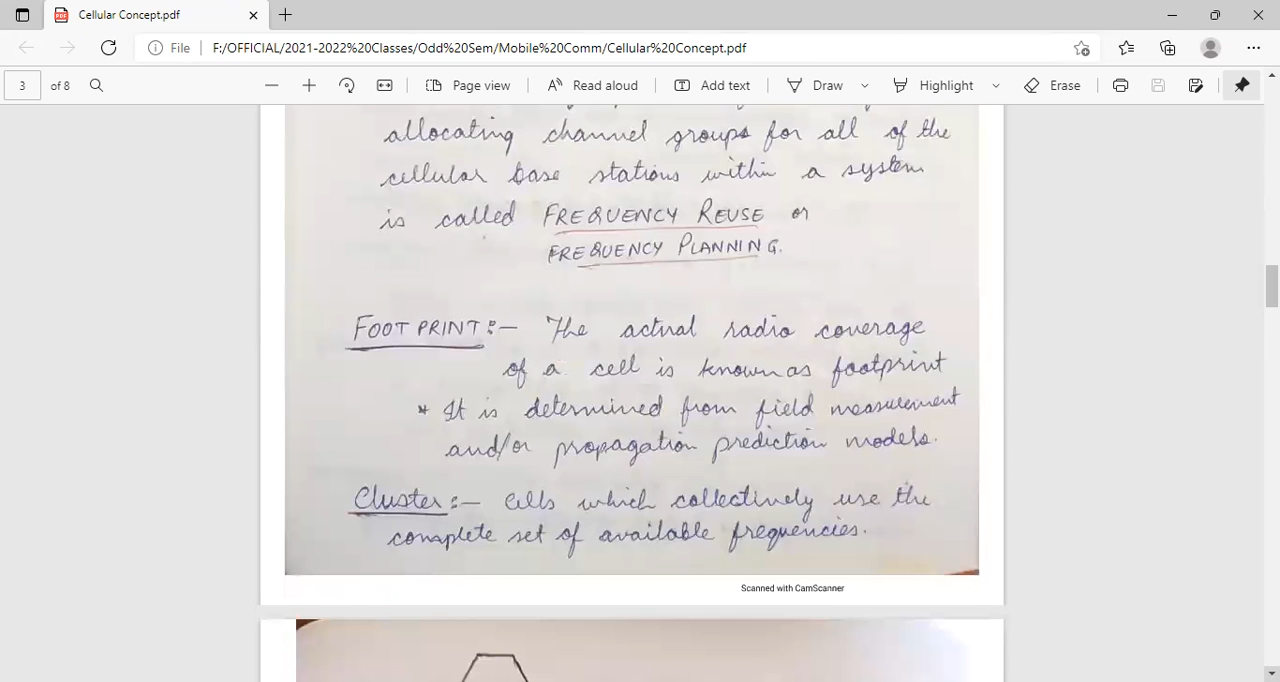 Cellular Concept.pdf
File
F:/OFFICIAL/2021-2022%20Classes/Odd%20Sem/Mobile%20Comm/Cellular%20Concept.pdf
3 of 8
Page view
Read aloud
Add text
Draw
Highlight
Erase
allocating channel groups for all of the
cellular base stations within a system
is called FREQUENCY REUSE or
FREQUENCY PLANNING.
FOOT PRINT :- The actual radio coverage
of a cell is known as footprint
* It is determined from field measurement
and/or propagation prediction models.
Cluster :- cells which collectively use the
complete set of available frequencies.
Scanned with CamScanner